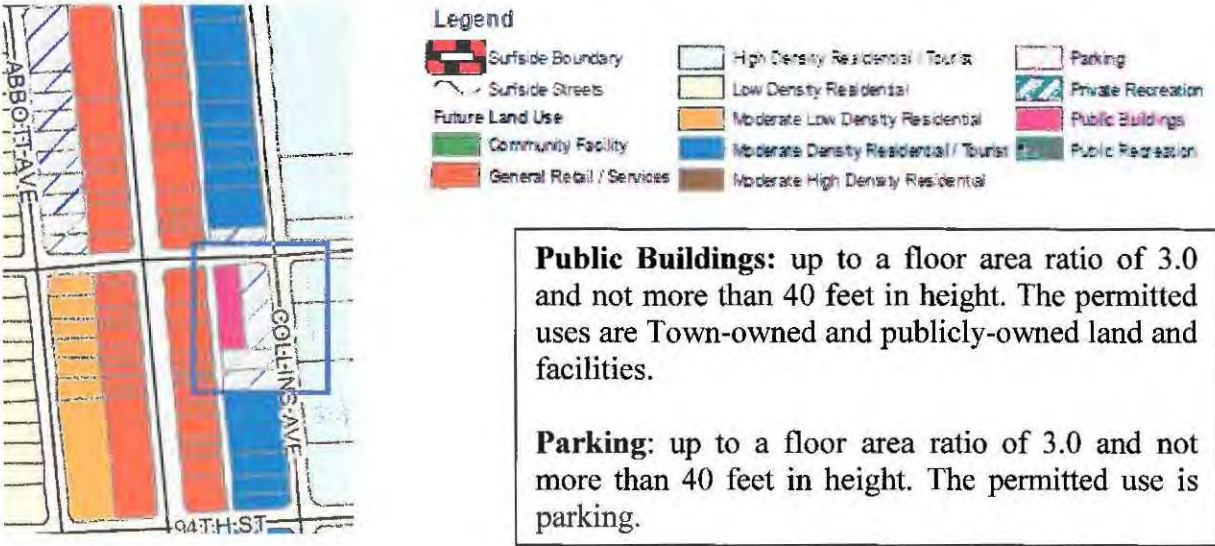 Legend
Surfside Boundary
Surfside Streets
Future Land Use
Community Facility
General Retail / Services
High Density Residential / Tourist
Low Density Residential
Moderate Low Density Residential
Moderate Density Residential / Tourist
Moderate High Density Residential
Parking
Private Recreation
Public Buildings
Public Recreation
ABBOTT-AVE
COLLINS-AVE
94TH-ST
Public Buildings: up to a floor area ratio of 3.0
and not more than 40 feet in height. The permitted
uses are Town-owned and publicly-owned land and
facilities.
Parking: up to a floor area ratio of 3.0 and not
more than 40 feet in height. The permitted use is
parking.